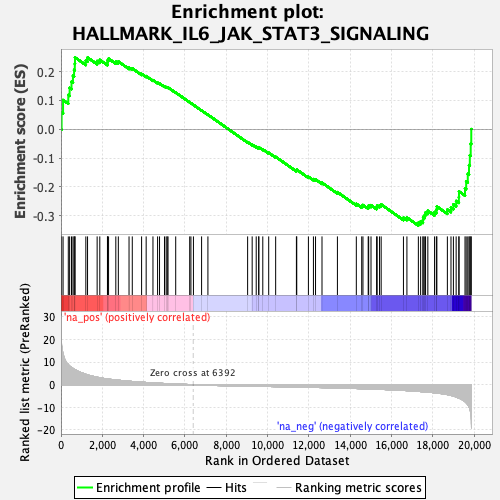 Enrichment plot:
HALLMARK_IL6_JAK_STAT3_SIGNALING
Enrichment score (ES)
0.2
0.1
0.0
-0.1
-0.2
-0.3
'na_pos' (positively correlated)
Ranked list metric (PreRanked)
30
20
10
0
-10
-20
Zero cross at 6392
'na_neg' (negatively correlated)
0
2,000
4,000
6,000
8,000
10,000
12,000
14,000
16,000
18,000
20,000
Rank in Ordered Dataset
Enrichment profile
Hits
Ranking metric scores